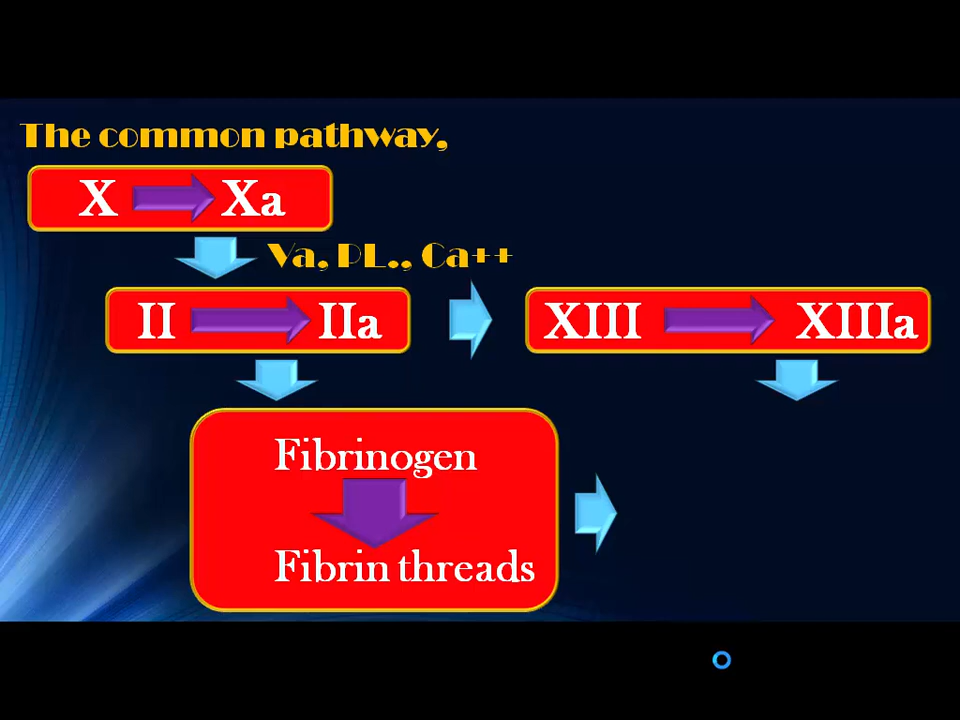 The common pathway,
X Xa
Va, PL., Ca++
II IIa
XIII XIIIa
Fibrinogen
Fibrin threads